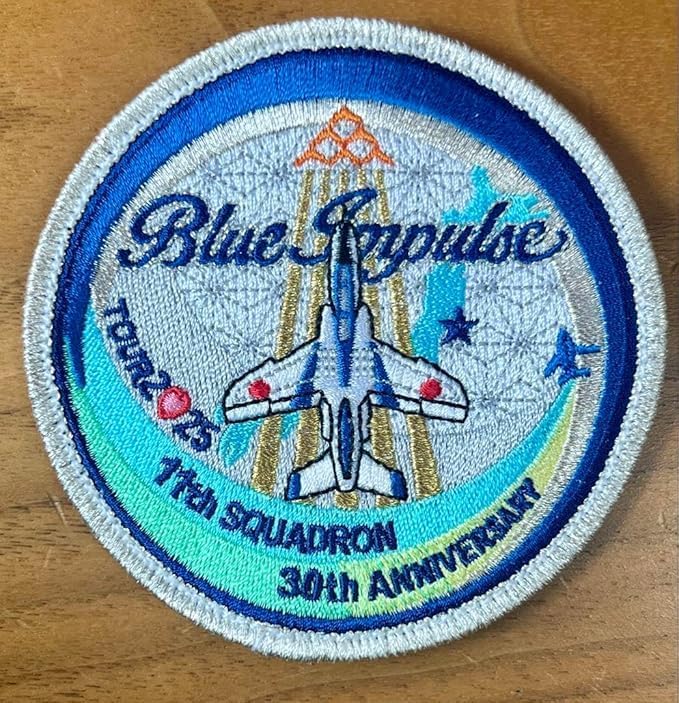 Blue Impulse
TOUR2025
11th SQUADRON
30th ANNIVERSARY